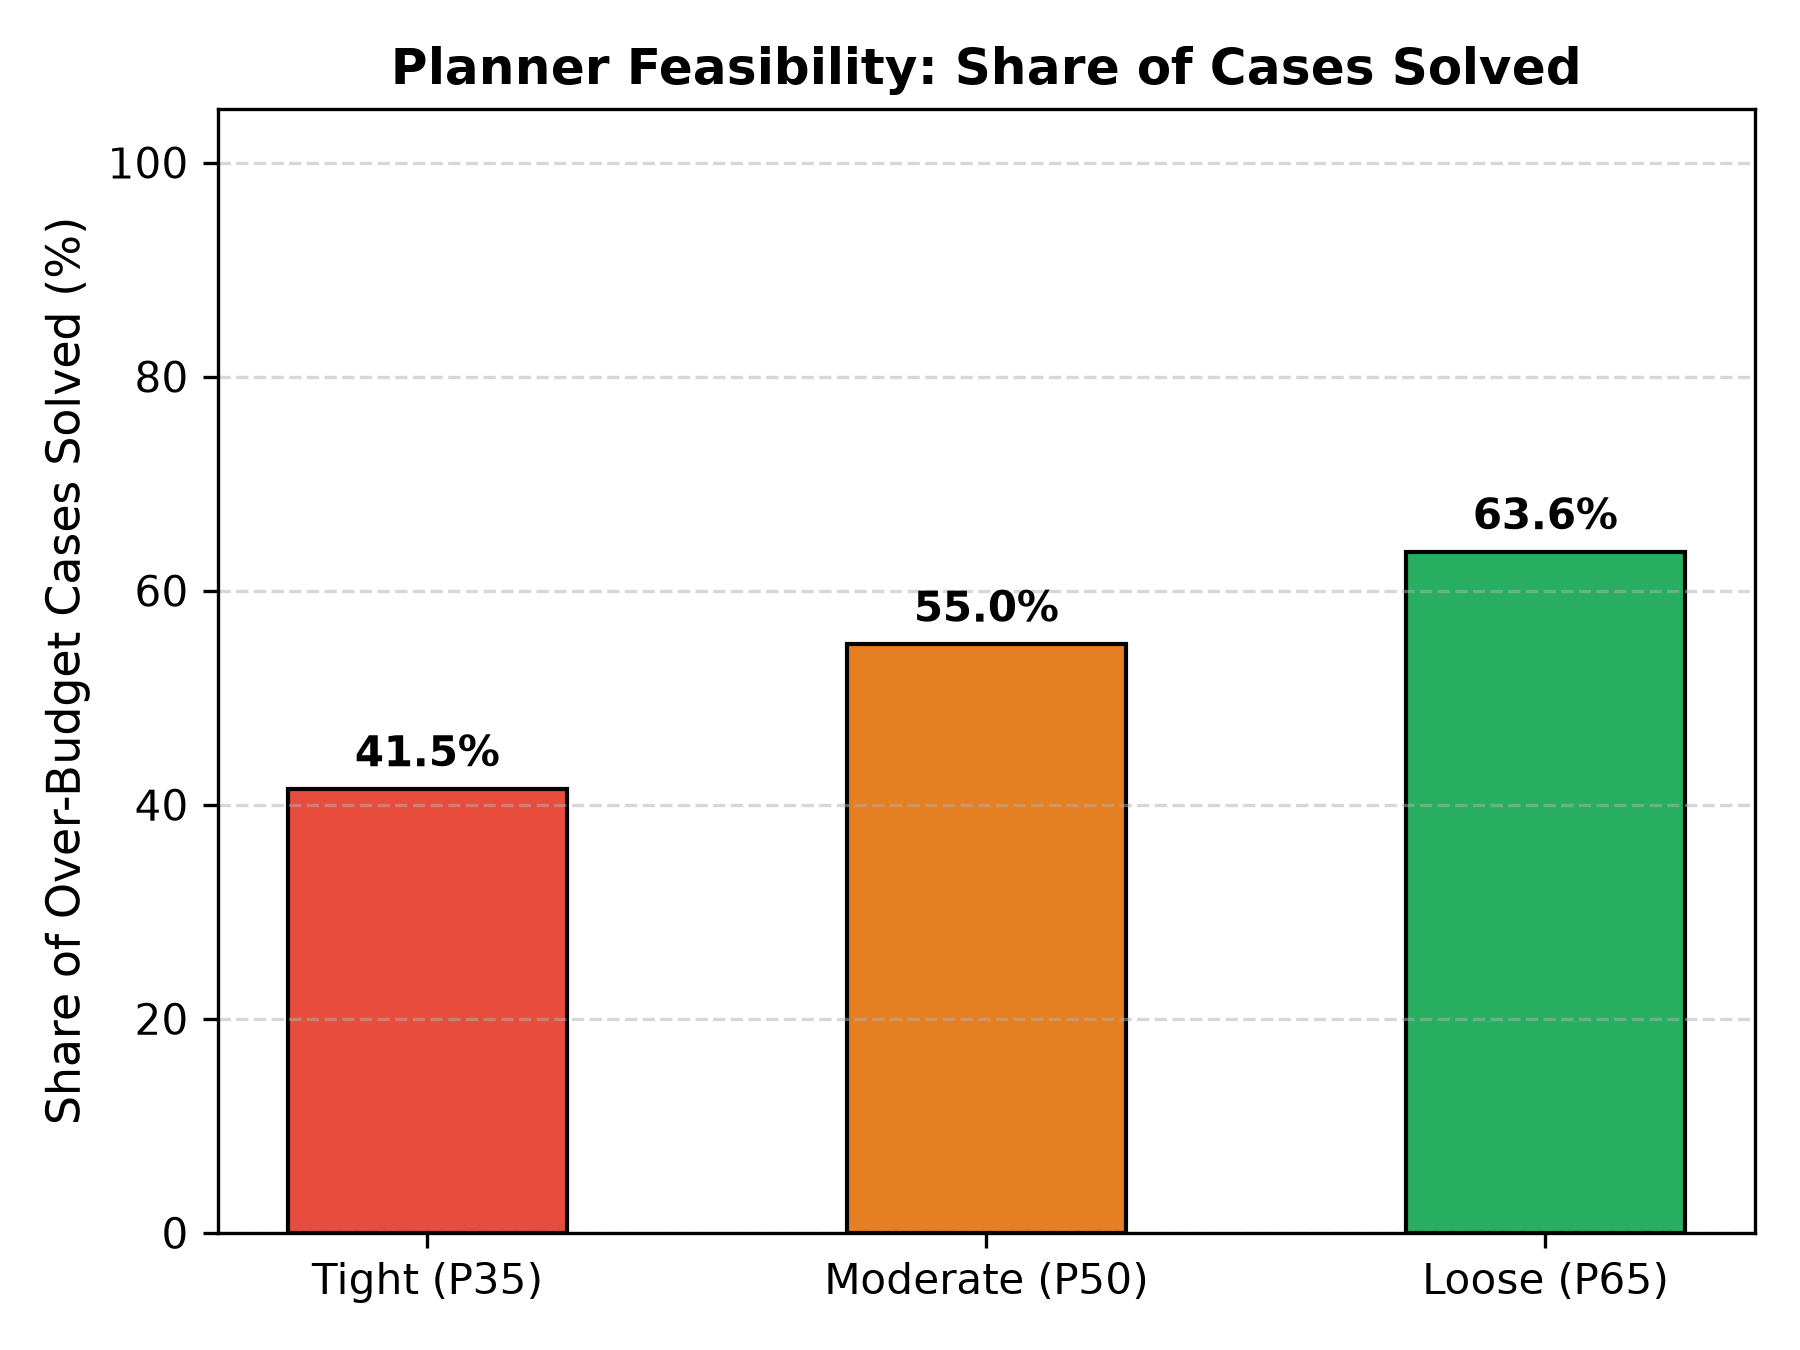 Planner Feasibility: Share of Cases Solved
Share of Over-Budget Cases Solved (%)
100
80
60
40
20
0
41.5%
55.0%
63.6%
Tight (P35)
Moderate (P50)
Loose (P65)